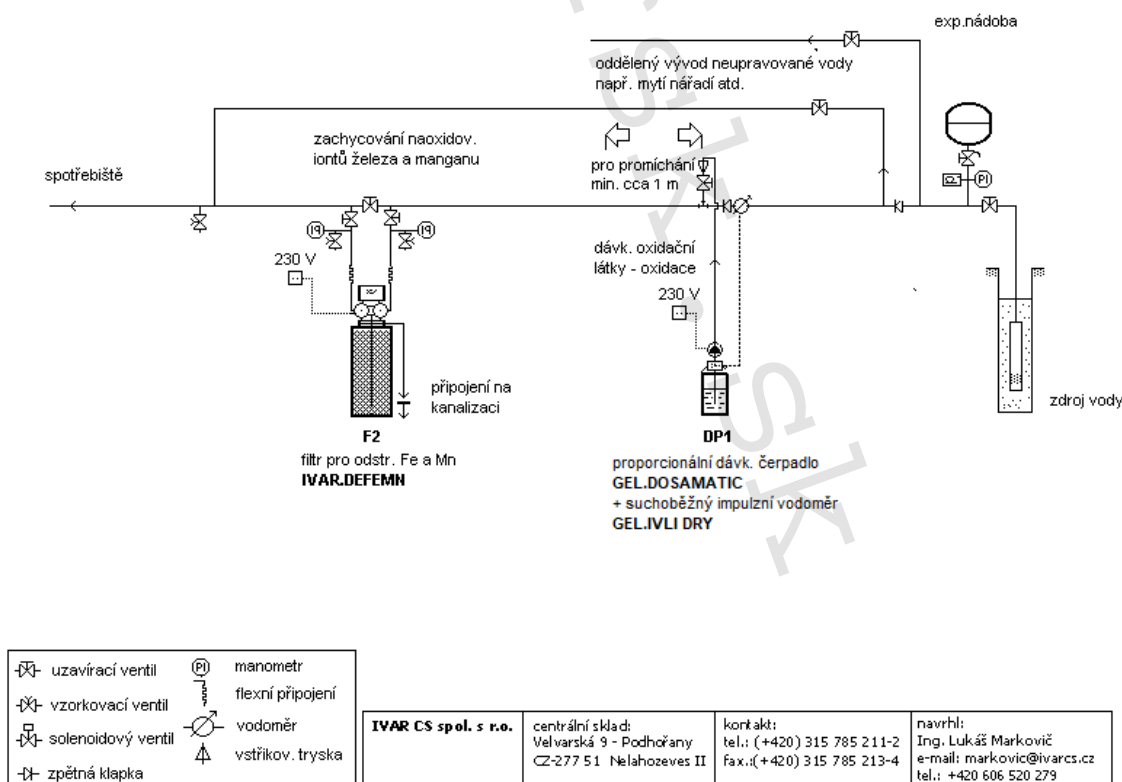 exp.nádoba
oddělený vývod neupravované vody
např. mytí nářadí atd.
zachycování naoxidov.
iontů železa a manganu
pro promíchání
min. cca 1 m
spotřebiště
PI
PI
PI
230 V
dávk. oxidační
látky - oxidace
230 V
připojení na
kanalizaci
zdroj vody
F2
filtr pro odstr. Fe a Mn
IVAR.DEFEMN
DP1
proporcionální dávk. čerpadlo
GEL.DOSAMATIC
+ suchoběžný impulzní vodoměr
GEL.IVLI DRY
sk
uzavírací ventil
vzorkovací ventil
solenoidový ventil
zpětná klapka
PI manometr
flexní připojení
vodoměr
vstřikov. tryska
IVAR CS spol. s r.o.
centrální sklad:
Velvarská 9 - Podhořany
CZ-277 51 Nelahozeves II
kontakt:
tel.: (+420) 315 785 211-2
fax.:(+420) 315 785 213-4
navrhl:
Ing. Lukáš Markovič
e-mail: markovic@ivarcs.cz
tel.: +420 606 520 279